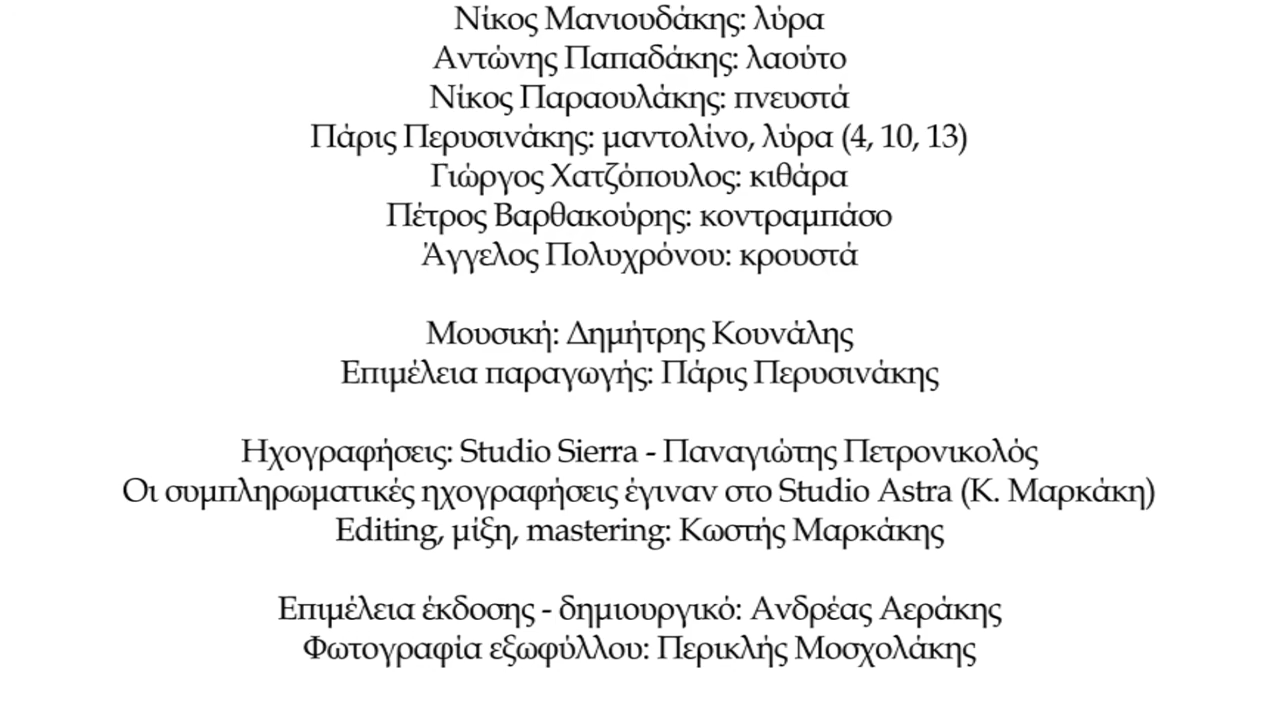 Νίκος Μανιουδάκης: λύρα
Αντώνης Παπαδάκης: λαούτο
Νίκος Παραουλάκης: πνευστά
Πάρις Περυσινάκης: μαντολίνο, λύρα (4, 10, 13)
Γιώργος Χατζόπουλος: κιθάρα
Πέτρος Βαρθακούρης: κοντραμπάσο
Άγγελος Πολυχρόνου: κρουστά
Μουσική: Δημήτρης Κουνάλης
Επιμέλεια παραγωγής: Πάρις Περυσινάκης
Ηχογραφήσεις: Studio Sierra - Παναγιώτης Πετρονικολός
Οι συμπληρωματικές ηχογραφήσεις έγιναν στο Studio Astra (Κ. Μαρκάκη)
Editing, μίξη, mastering: Κωστής Μαρκάκης
Επιμέλεια έκδοσης - δημιουργικό: Ανδρέας Αεράκης
Φωτογραφία εξωφύλλου: Περικλής Μοσχολάκης